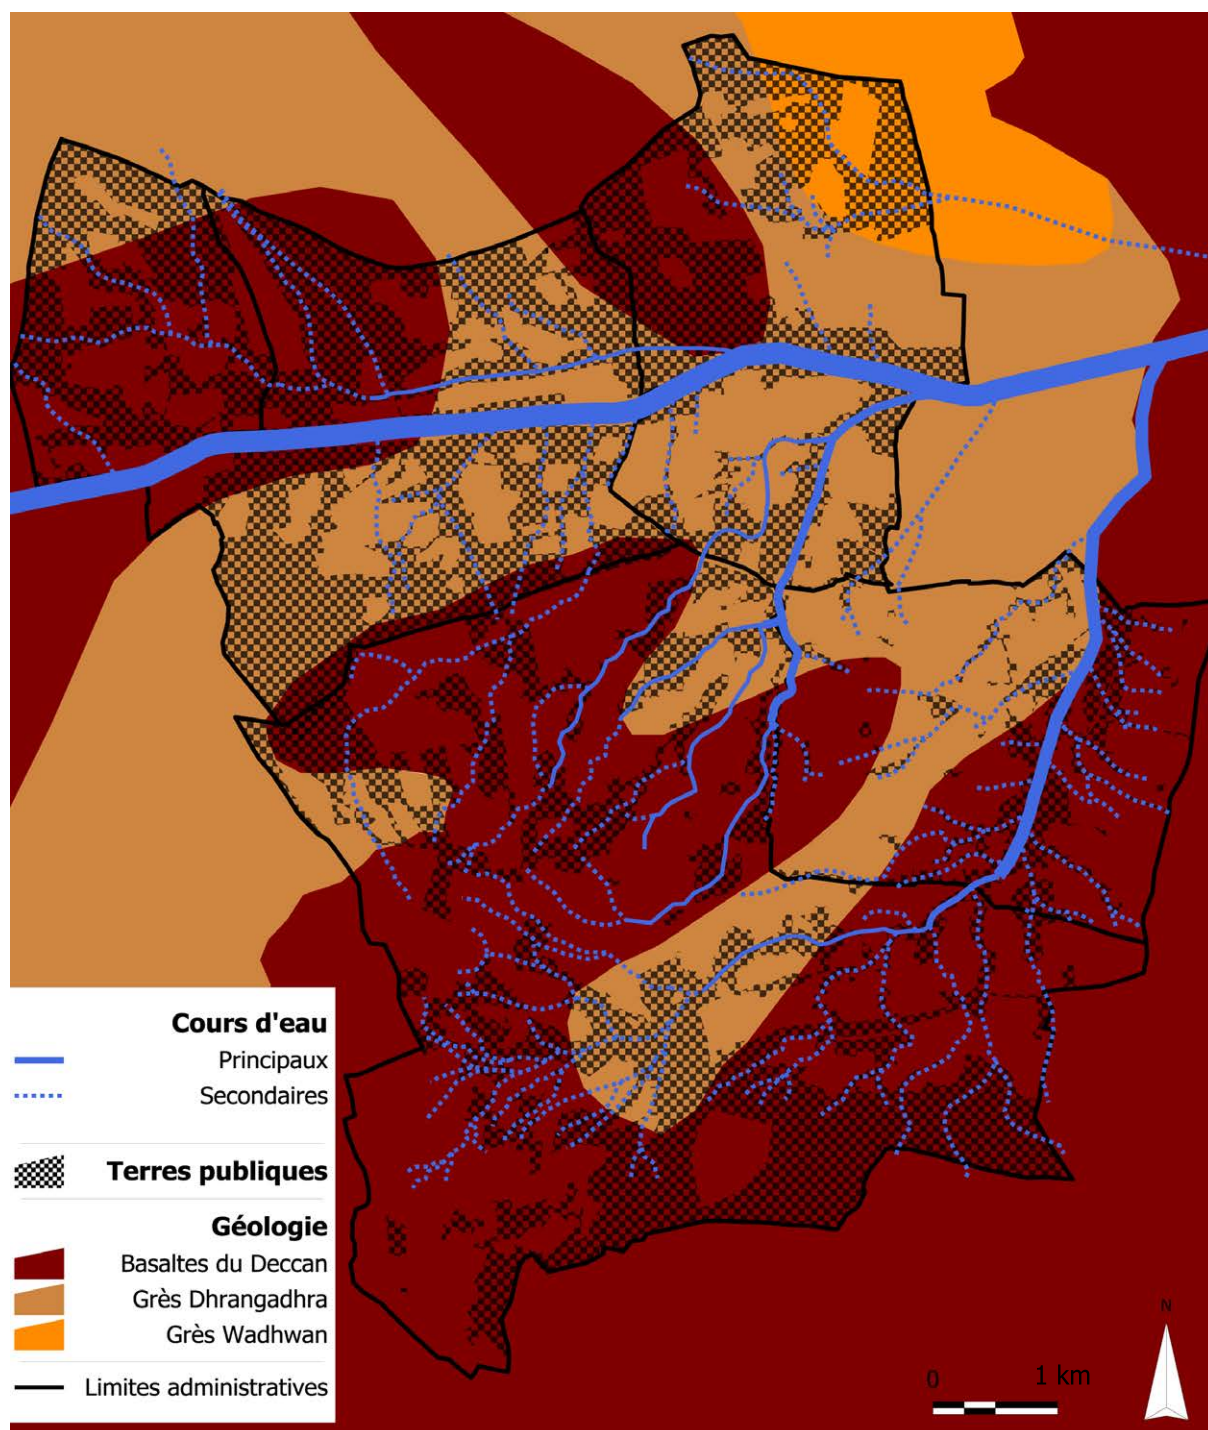 Cours d'eau
Principaux
Secondaires
Terres publiques
Géologie
Basaltes du Deccan
Grès Dhrangadhra
Grès Wadhwan
Limites administratives
0 1 km
N